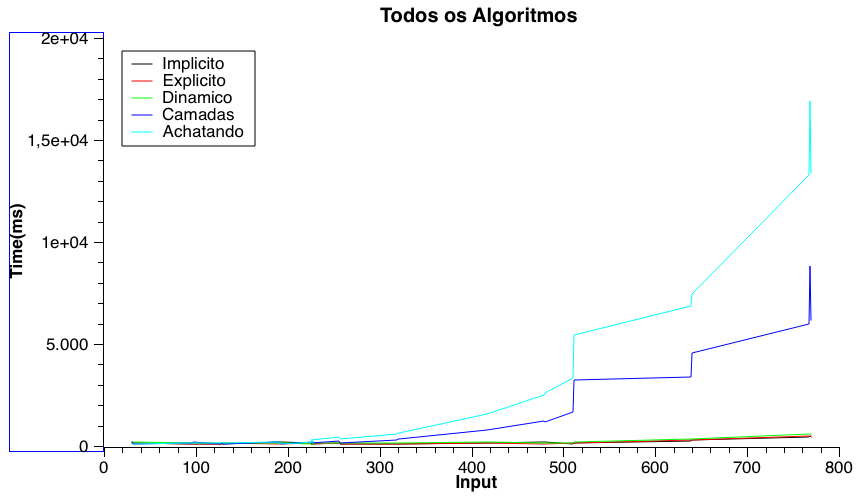 Todos os Algoritmos
2e+04
1,5e+04
1e+04
5.000
0
Time(ms)
Implicito
Explicito
Dinamico
Camadas
Achatando
0 100 200 300 400 500 600 700 800
Input